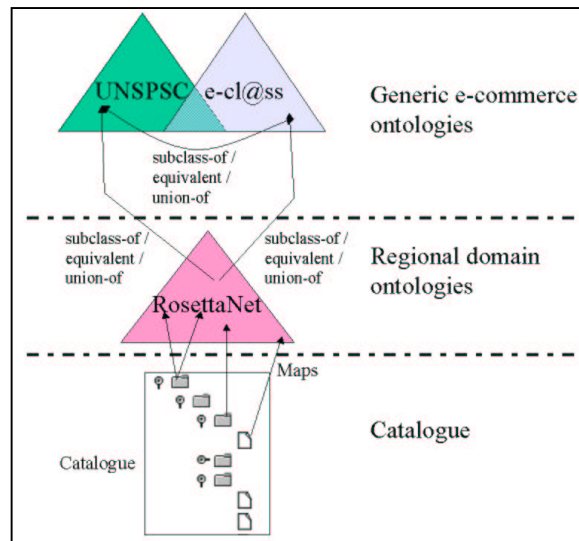 UNSPSC e-cl@ss
Generic e-commerce
ontologies
subclass-of /
equivalent /
union-of
subclass-of /
equivalent /
union-of
subclass-of /
equivalent /
union-of
Regional domain
ontologies
RosettaNet
Maps
Catalogue
Catalogue